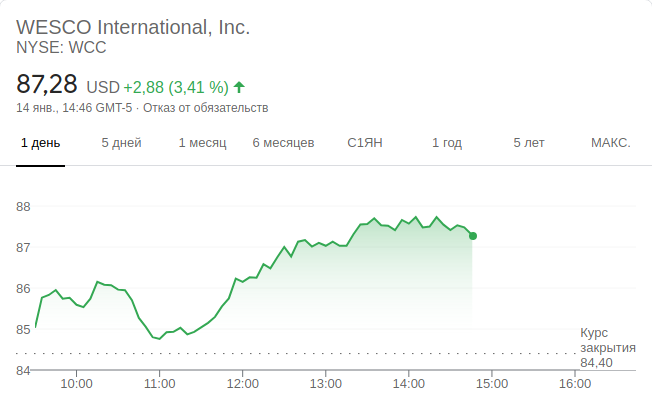 WESCO International, Inc.
NYSE: WCC
87,28 USD +2,88 (3,41 %)
14 янв., 14:46 GMT-5 · Отказ от обязательств
1 день 5 дней 1 месяц 6 месяцев С1ЯН 1 год 5 лет МАКС.
88
87
86
85
84
Курс
закрытия
84,40
10:00 11:00 12:00 13:00 14:00 15:00 16:00